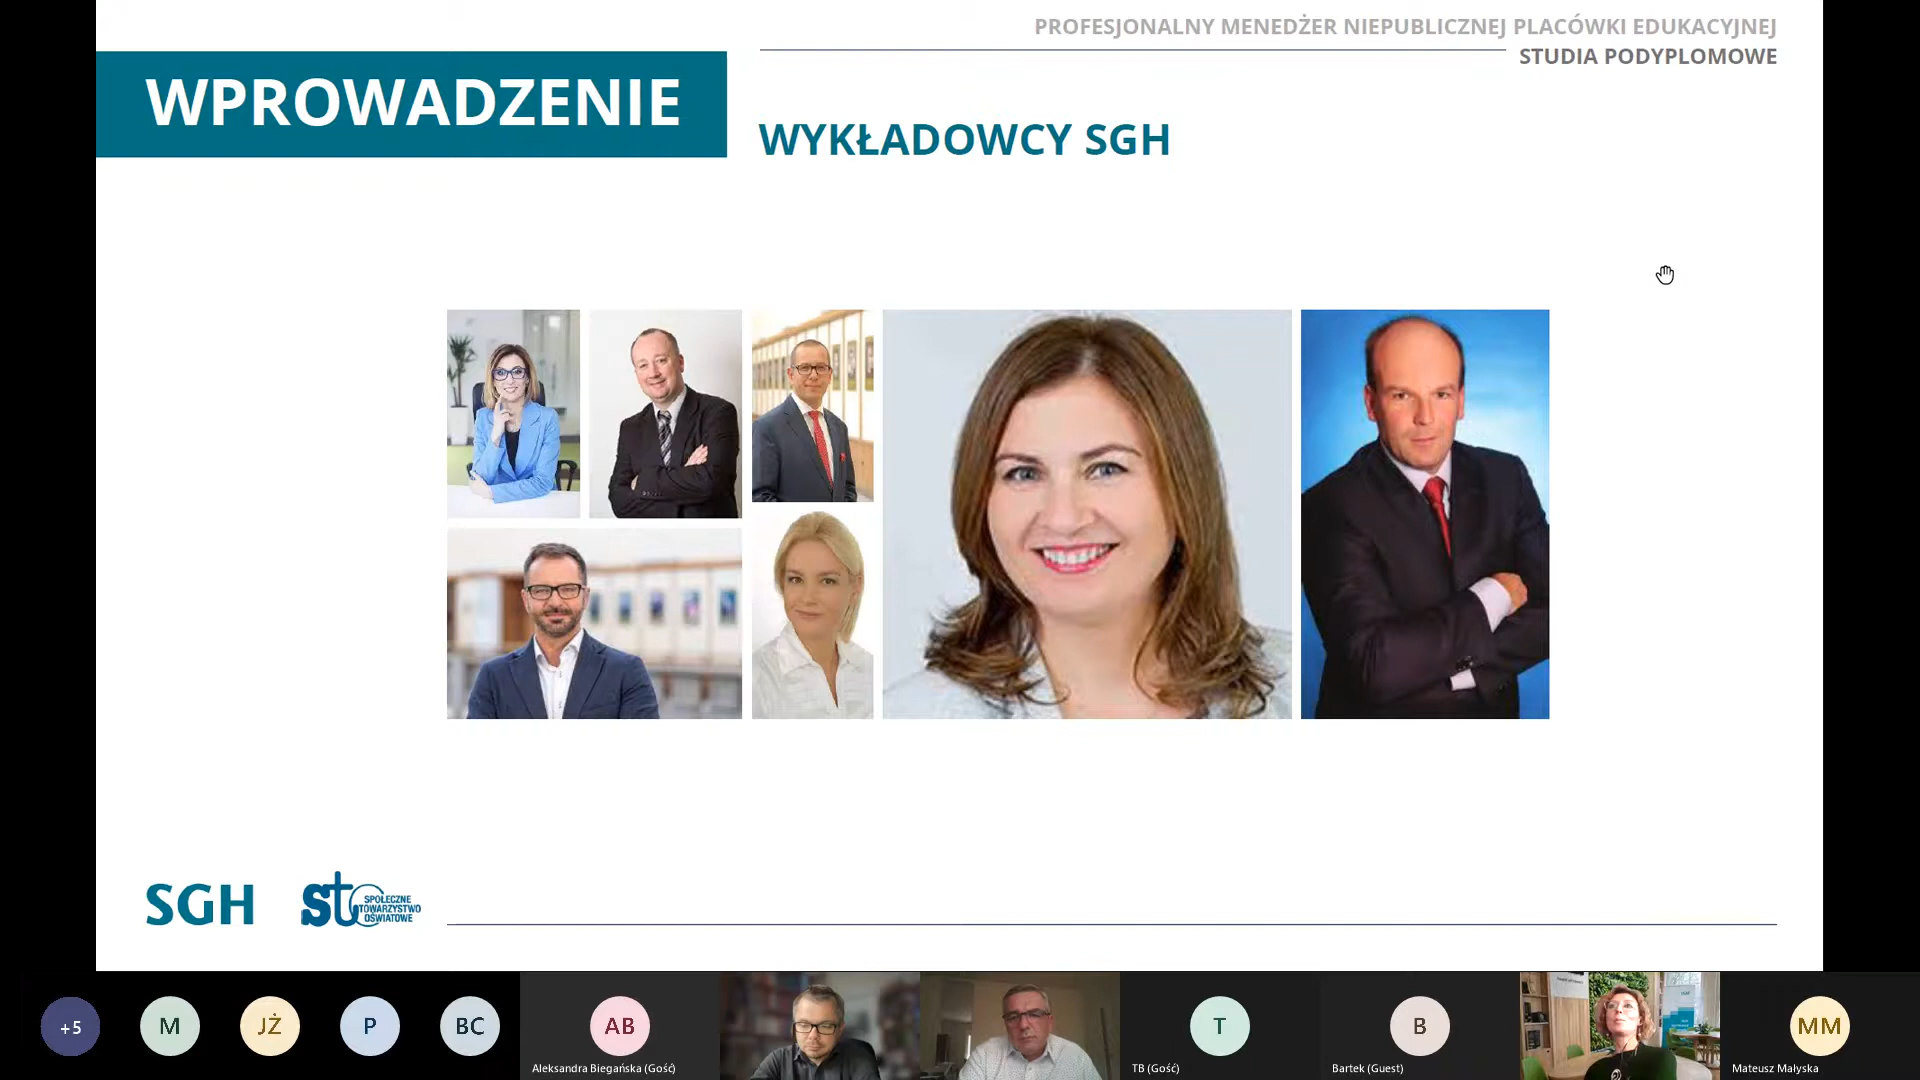 PROFESJONALNY MENEDŻER NIEPUBLICZNEJ PLACÓWKI EDUKACYJNEJ
STUDIA PODYPLOMOWE
WPROWADZENIE
WYKŁADOWCY SGH
SGH
sto
SPOŁECZNE
TOWARZYSTWO
OŚWIATOWE
+5
M
JŻ
P
BC
AB
T
B
MM
Aleksandra Biegańska (Gość)
TB (Gość)
Bartek (Guest)
Mateusz Małyska